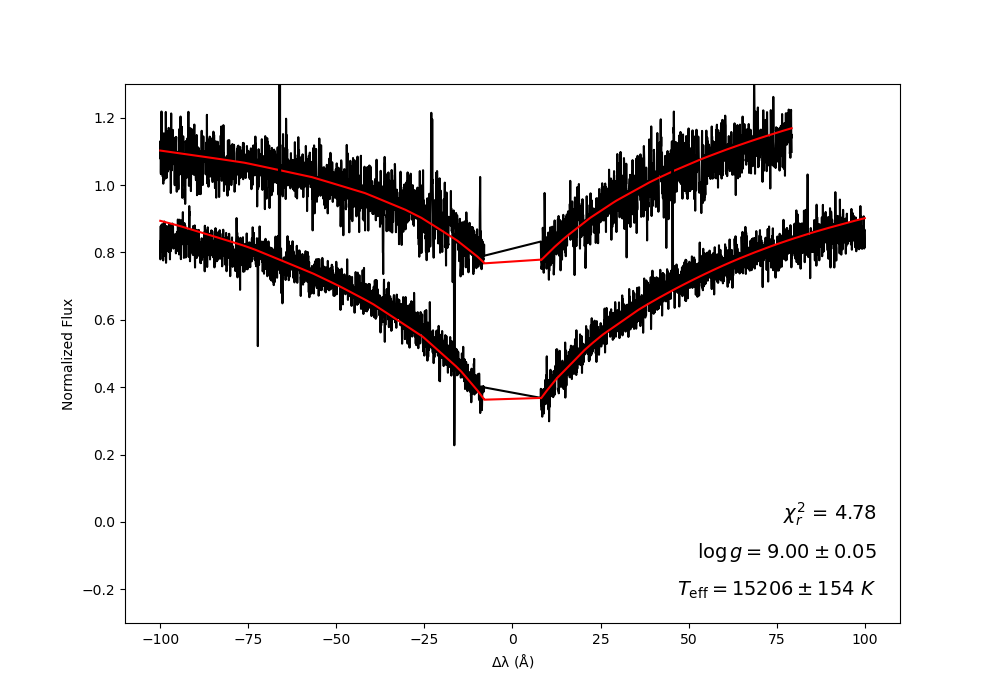 1.2
1.0
0.8
0.6
0.4
0.2
0.0
−0.2
Normalized Flux
χ²ᵣ = 4.78
log g = 9.00 ± 0.05
T_eff = 15206 ± 154 K
−100 −75 −50 −25 0 25 50 75 100
Δλ (Å)